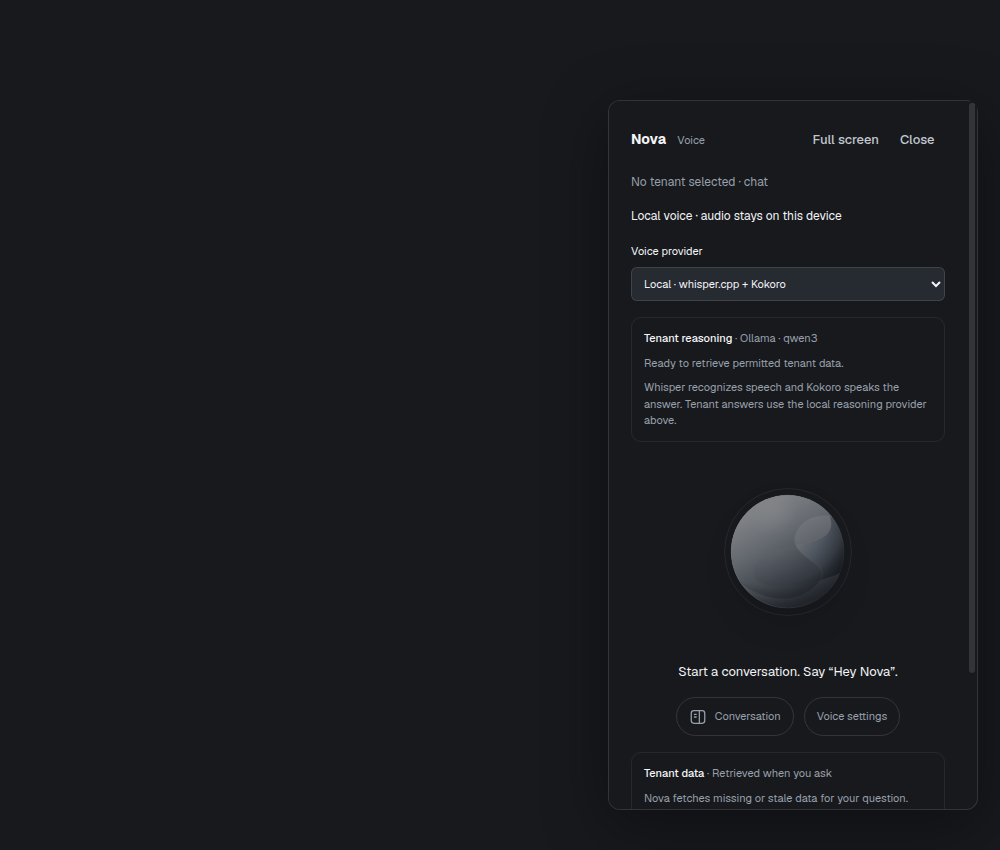 Nova Voice Full screen Close
No tenant selected · chat
Local voice · audio stays on this device
Voice provider
Local · whisper.cpp + Kokoro
Tenant reasoning · Ollama · qwen3
Ready to retrieve permitted tenant data.
Whisper recognizes speech and Kokoro speaks the
answer. Tenant answers use the local reasoning provider
above.
Start a conversation. Say “Hey Nova”.
Conversation Voice settings
Tenant data · Retrieved when you ask
Nova fetches missing or stale data for your question.